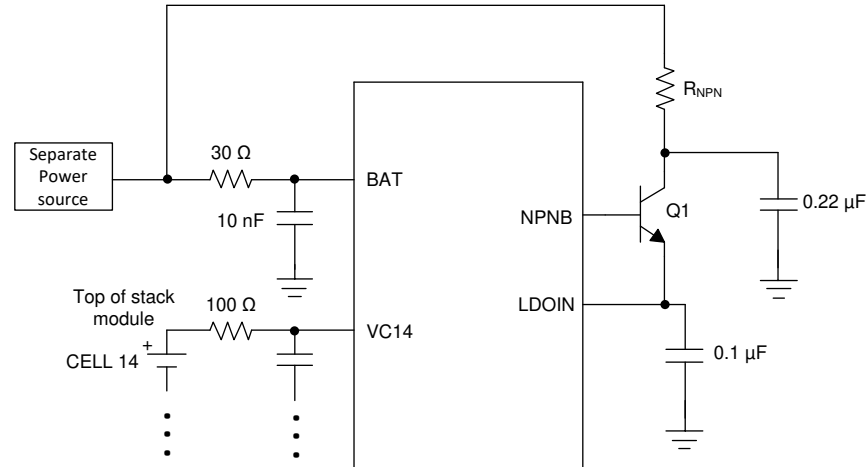 Separate
Power
source
30 Ω
10 nF
BAT
RNPN
NPNB
Q1
0.22 µF
LDOIN
0.1 µF
Top of stack
module
100 Ω
VC14
+
CELL 14